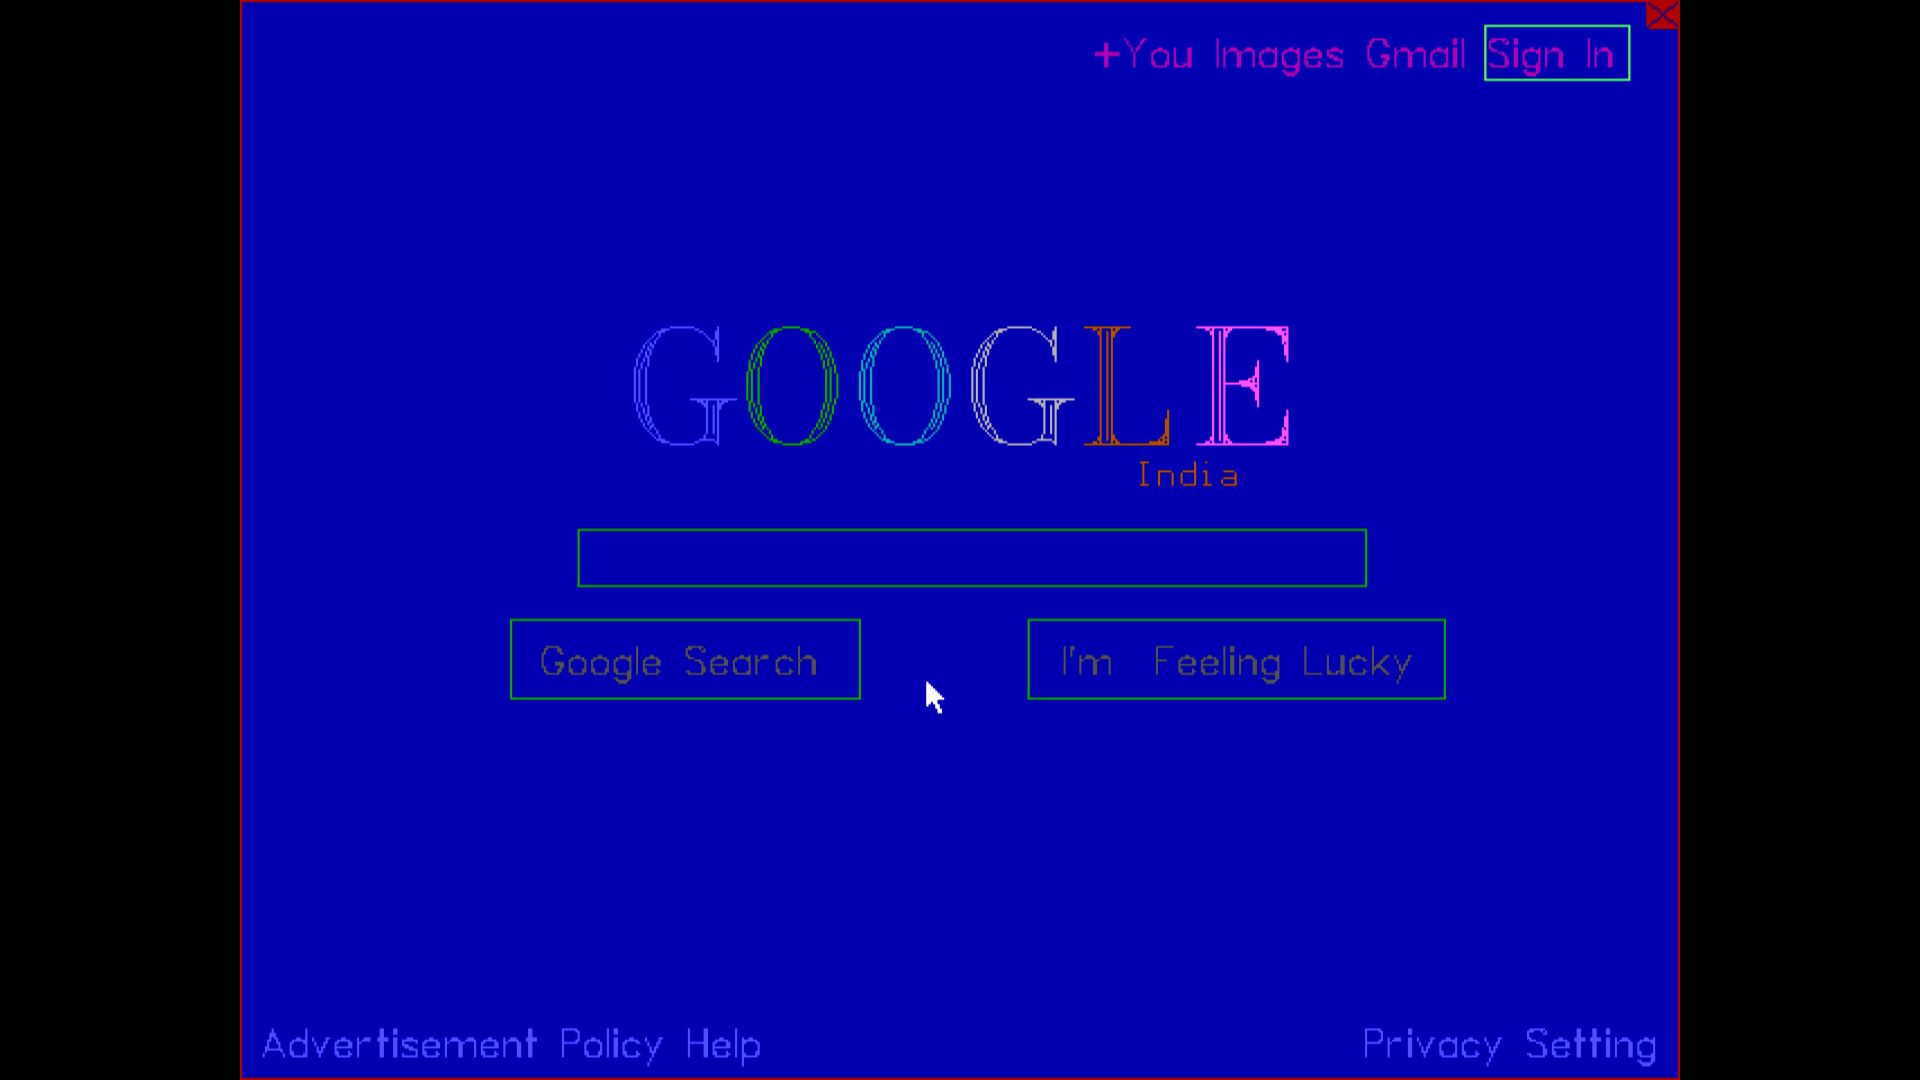 +You Images Gmail Sign In
GOOGLE
India
Google Search
I'm Feeling Lucky
Advertisement Policy Help
Privacy Setting